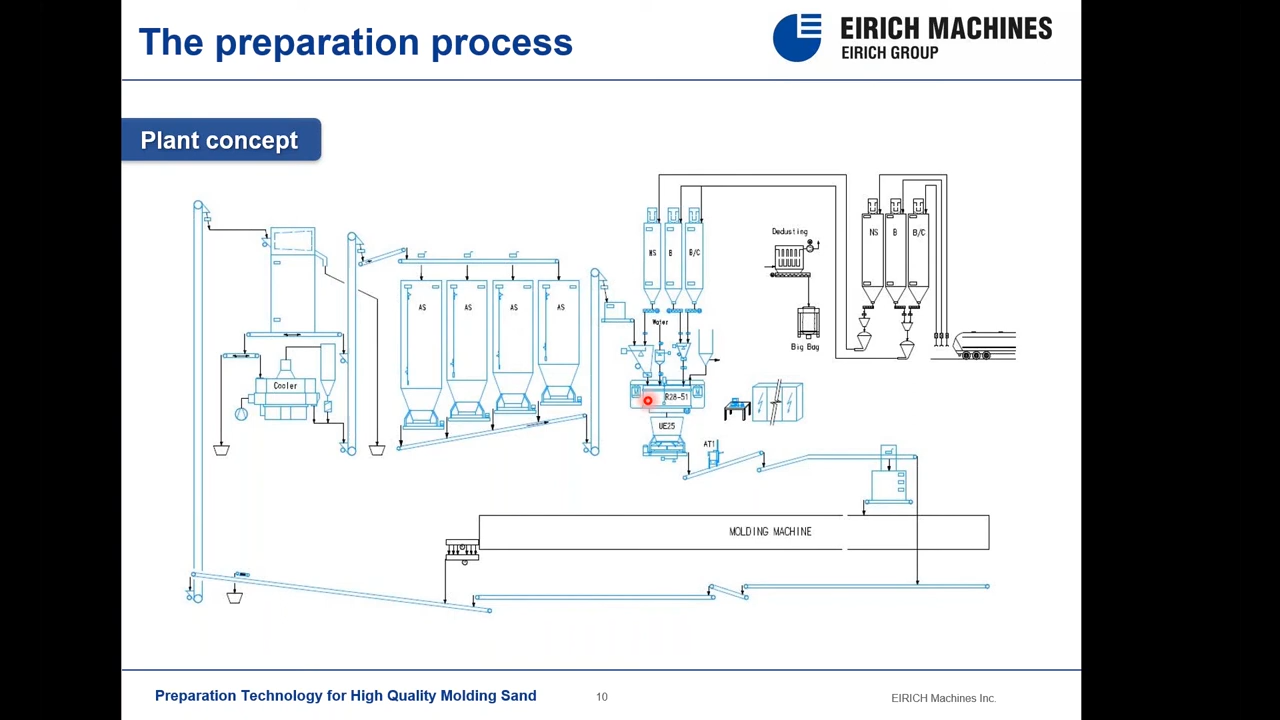 The preparation process
EIRICH MACHINES
EIRICH GROUP
Plant concept
NS
B
B/C
Dedusting
NS
B
B/C
AS
AS
AS
AS
Water
Big Bag
Cooler
R28-51
UE25
AT1
MOLDING MACHINE
Preparation Technology for High Quality Molding Sand
10
EIRICH Machines Inc.